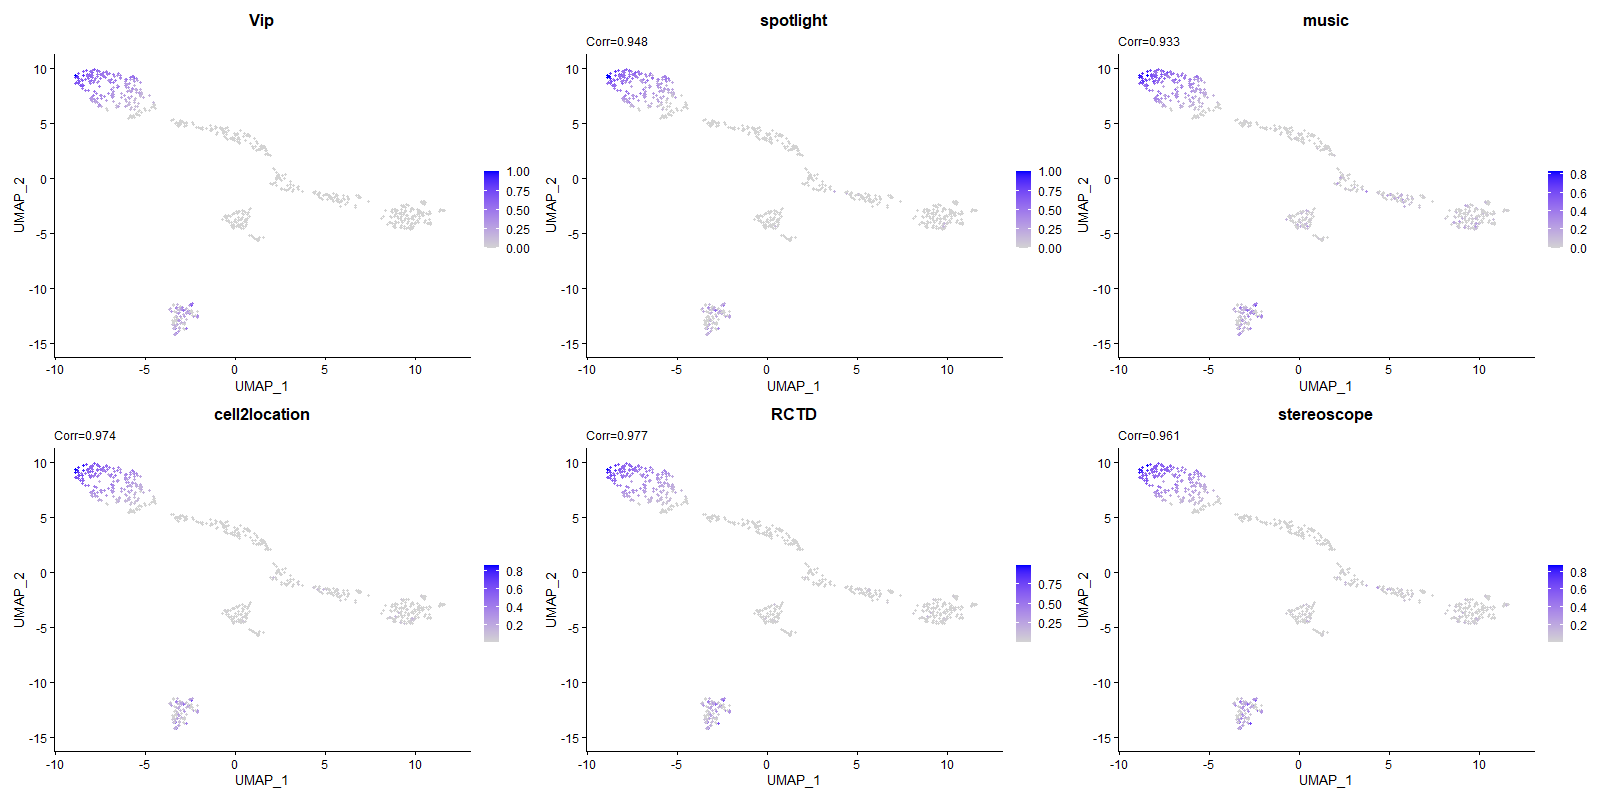 Vip
10
5
0
-5
-10
-15
UMAP_2
-10 -5 0 5 10
UMAP_1
1.00
0.75
0.50
0.25
0.00
spotlight
Corr=0.948
10
5
0
-5
-10
-15
UMAP_2
-10 -5 0 5 10
UMAP_1
1.00
0.75
0.50
0.25
0.00
music
Corr=0.933
10
5
0
-5
-10
-15
UMAP_2
-10 -5 0 5 10
UMAP_1
0.8
0.6
0.4
0.2
0.0
cell2location
Corr=0.974
10
5
0
-5
-10
-15
UMAP_2
-10 -5 0 5 10
UMAP_1
0.8
0.6
0.4
0.2
RCTD
Corr=0.977
10
5
0
-5
-10
-15
UMAP_2
-10 -5 0 5 10
UMAP_1
0.75
0.50
0.25
stereoscope
Corr=0.961
10
5
0
-5
-10
-15
UMAP_2
-10 -5 0 5 10
UMAP_1
0.8
0.6
0.4
0.2